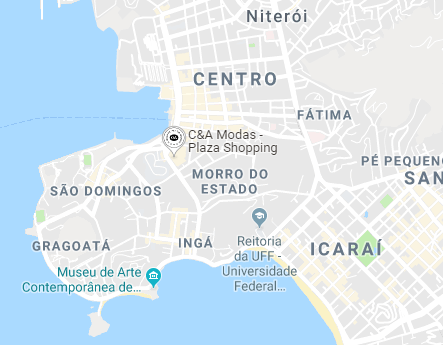 Niterói
CENTRO
FÁTIMA
C&A Modas -
Plaza Shopping
PÉ PEQUENO
SAN
MORRO DO
ESTADO
SÃO DOMINGOS
Reitoria
da UFF -
Universidade
Federal...
GRAGOATÁ
INGÁ
ICARAÍ
Museu de Arte
Contemporânea de...